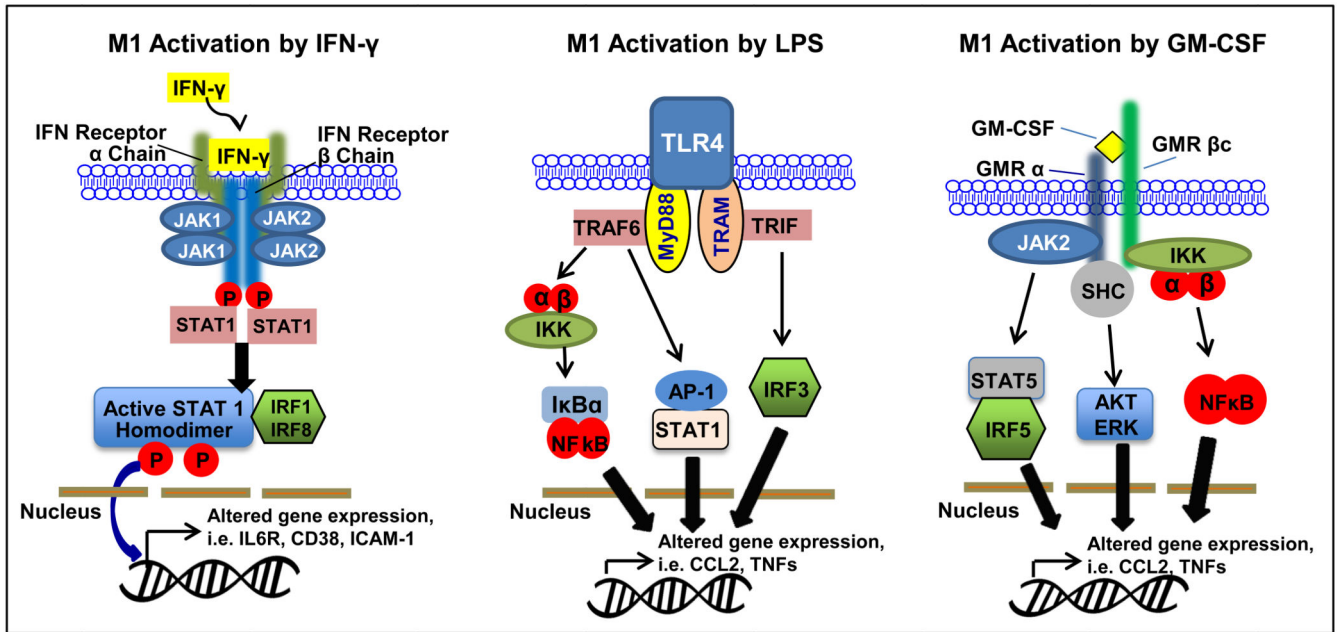 M1 Activation by IFN-γ
IFN-γ
IFN Receptor
α Chain
IFN-γ
IFN Receptor
β Chain
JAK1
JAK2
JAK1
JAK2
P
P
STAT1
STAT1
Active STAT 1
Homodimer
IRF1
IRF8
P
P
Nucleus
Altered gene expression,
i.e. IL6R, CD38, ICAM-1
M1 Activation by LPS
TLR4
TRAF6
MyD88
TRAM
TRIF
α β
IKK
IκBα
NF kB
AP-1
STAT1
IRF3
Nucleus
Altered gene expression,
i.e. CCL2, TNFs
M1 Activation by GM-CSF
GM-CSF
GMR βc
GMR α
JAK2
SHC
IKK
α β
STAT5
IRF5
AKT
ERK
NFκB
Nucleus
Altered gene expression,
i.e. CCL2, TNFs